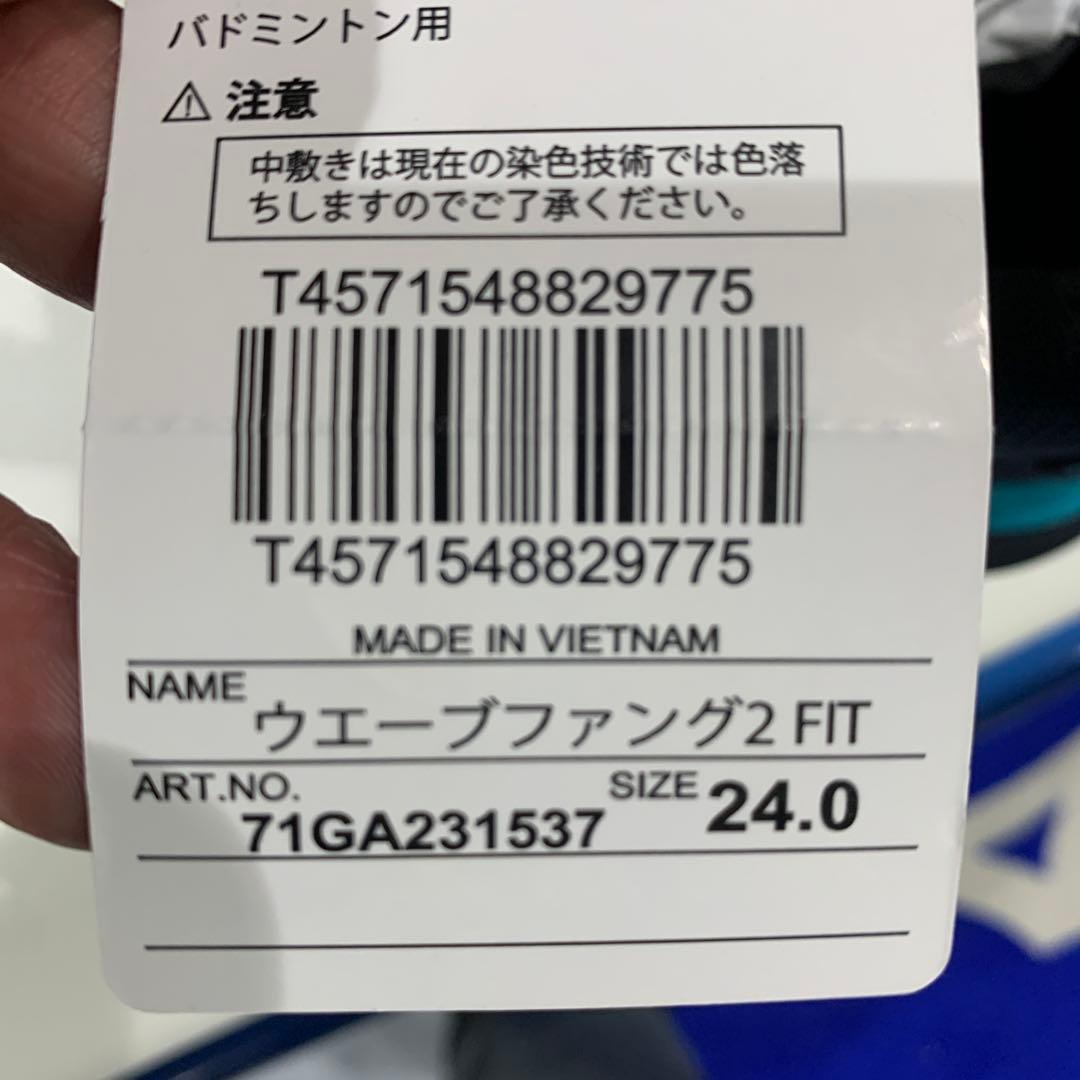 バドミントン用
⚠ 注意
中敷きは現在の染色技術では色落
ちしますのでご了承ください。
T4571548829775
T4571548829775
MADE IN VIETNAM
NAME
ウエーブファング2 FIT
ART.NO. SIZE
71GA231537 24.0